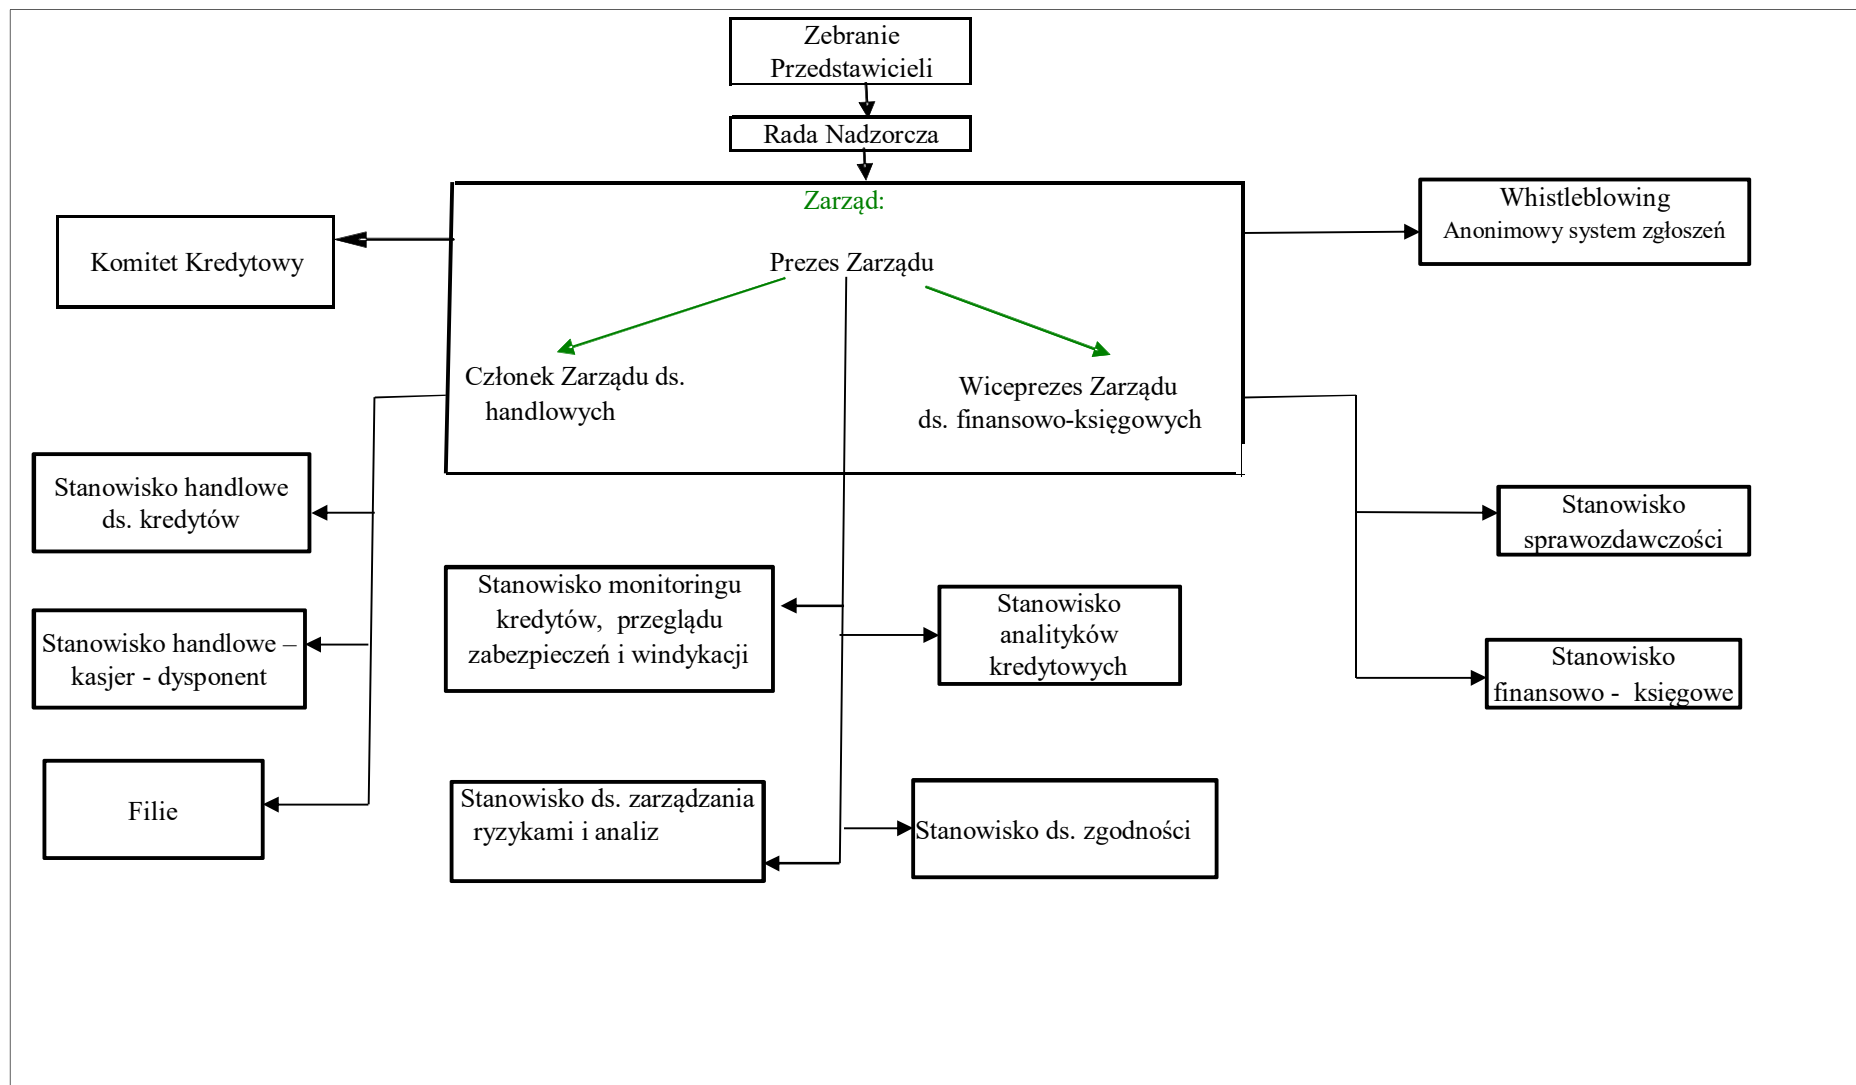 Zebranie
Przedstawicieli
Rada Nadzorcza
Zarząd:
Whistleblowing
Anonimowy system zgłoszeń
Komitet Kredytowy
Prezes Zarządu
Członek Zarządu ds.
handlowych
Wiceprezes Zarządu
ds. finansowo-księgowych
Stanowisko handlowe
ds. kredytów
Stanowisko
sprawozdawczości
Stanowisko monitoringu
kredytów, przeglądu
zabezpieczeń i windykacji
Stanowisko
analityków
kredytowych
Stanowisko handlowe –
kasjer - dysponent
Stanowisko
finansowo - księgowe
Filie
Stanowisko ds. zarządzania
ryzykami i analiz
Stanowisko ds. zgodności